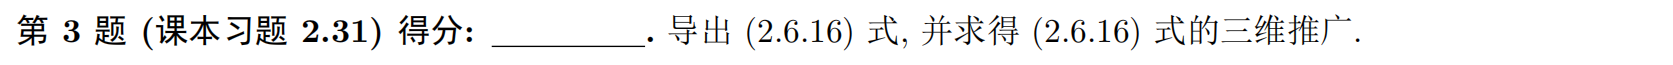 第 3 题 (课本习题 2.31) 得分: ________. 导出 (2.6.16) 式, 并求得 (2.6.16) 式的三维推广.